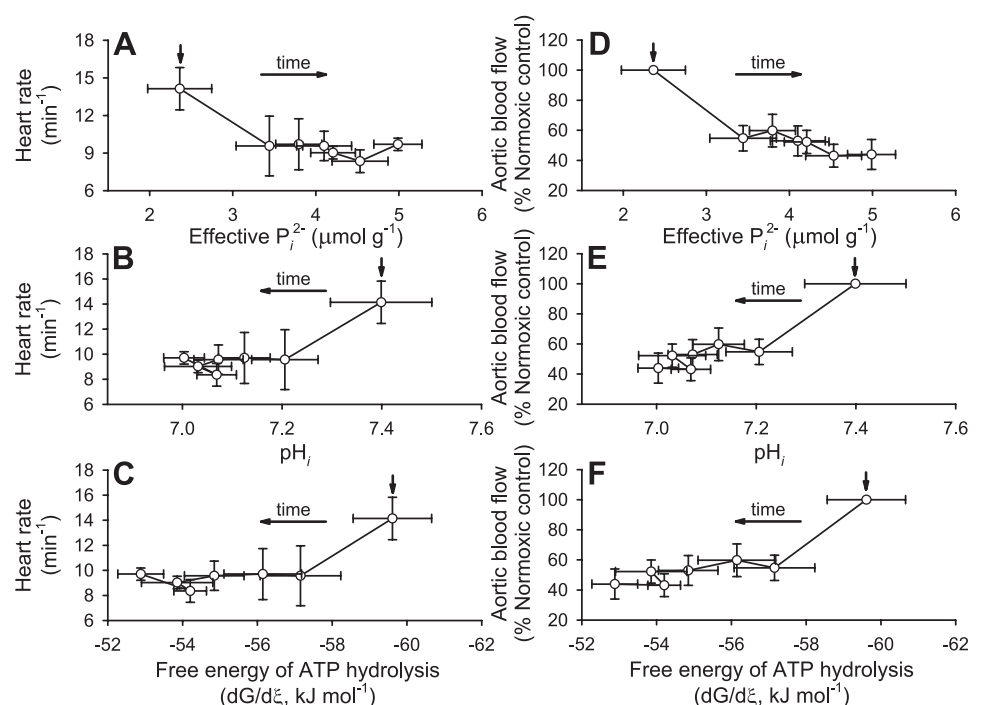 A
Heart rate
(min⁻¹)
18
15
12
9
6
time
2 3 4 5 6
Effective Pᵢ²⁻ (μmol g⁻¹)
D
Aortic blood flow
(% Normoxic control)
120
100
80
60
40
20
time
2 3 4 5 6
Effective Pᵢ²⁻ (μmol g⁻¹)
B
Heart rate
(min⁻¹)
18
16
14
12
10
8
6
time
7.0 7.2 7.4 7.6
pHᵢ
E
Aortic blood flow
(% Normoxic control)
120
100
80
60
40
20
time
7.0 7.2 7.4 7.6
pHᵢ
C
Heart rate
(min⁻¹)
18
16
14
12
10
8
6
time
-52 -54 -56 -58 -60 -62
Free energy of ATP hydrolysis
(dG/dξ, kJ mol⁻¹)
F
Aortic blood flow
(% Normoxic control)
120
100
80
60
40
20
time
-52 -54 -56 -58 -60 -62
Free energy of ATP hydrolysis
(dG/dξ, kJ mol⁻¹)